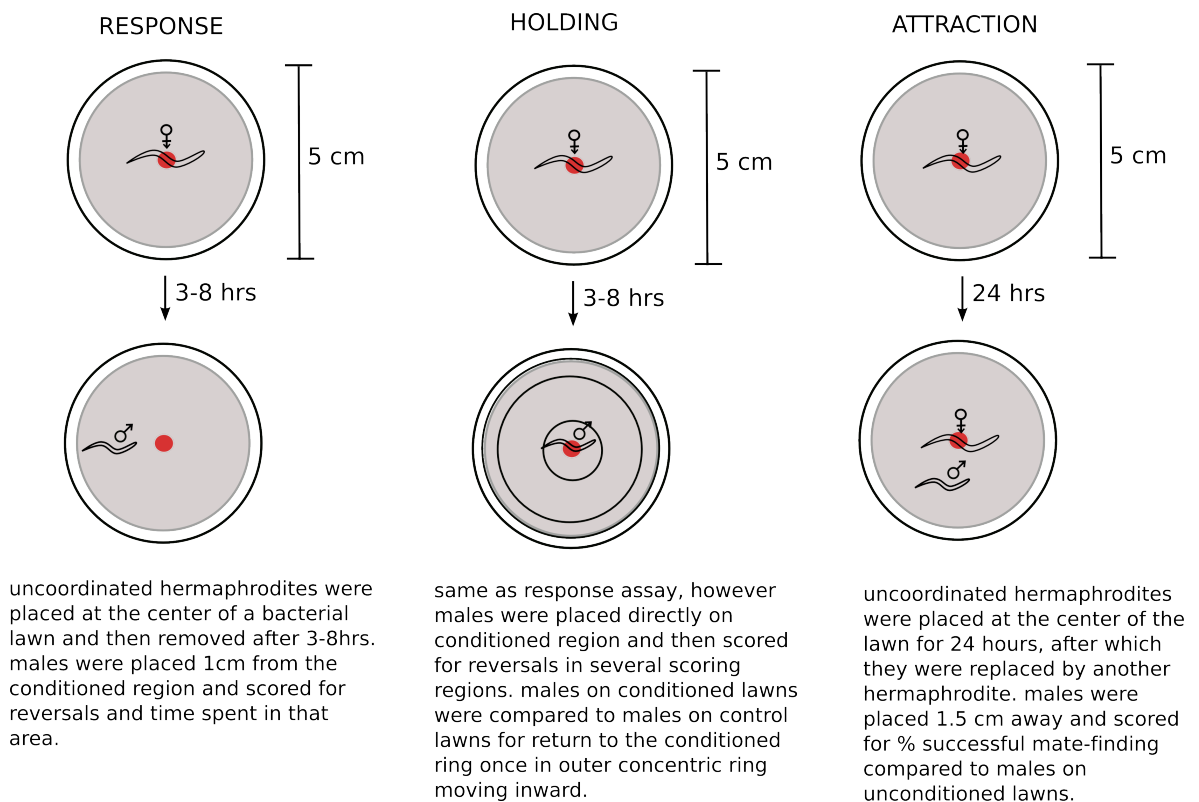 RESPONSE
HOLDING
ATTRACTION
5 cm
5 cm
5 cm
3-8 hrs
3-8 hrs
24 hrs
uncoordinated hermaphrodites were
placed at the center of a bacterial
lawn and then removed after 3-8hrs.
males were placed 1cm from the
conditioned region and scored for
reversals and time spent in that
area.
same as response assay, however
males were placed directly on
conditioned region and then scored
for reversals in several scoring
regions. males on conditioned lawns
were compared to males on control
lawns for return to the conditioned
ring once in outer concentric ring
moving inward.
uncoordinated hermaphrodites
were placed at the center of the
lawn for 24 hours, after which
they were replaced by another
hermaphrodite. males were
placed 1.5 cm away and scored
for % successful mate-finding
compared to males on
unconditioned lawns.